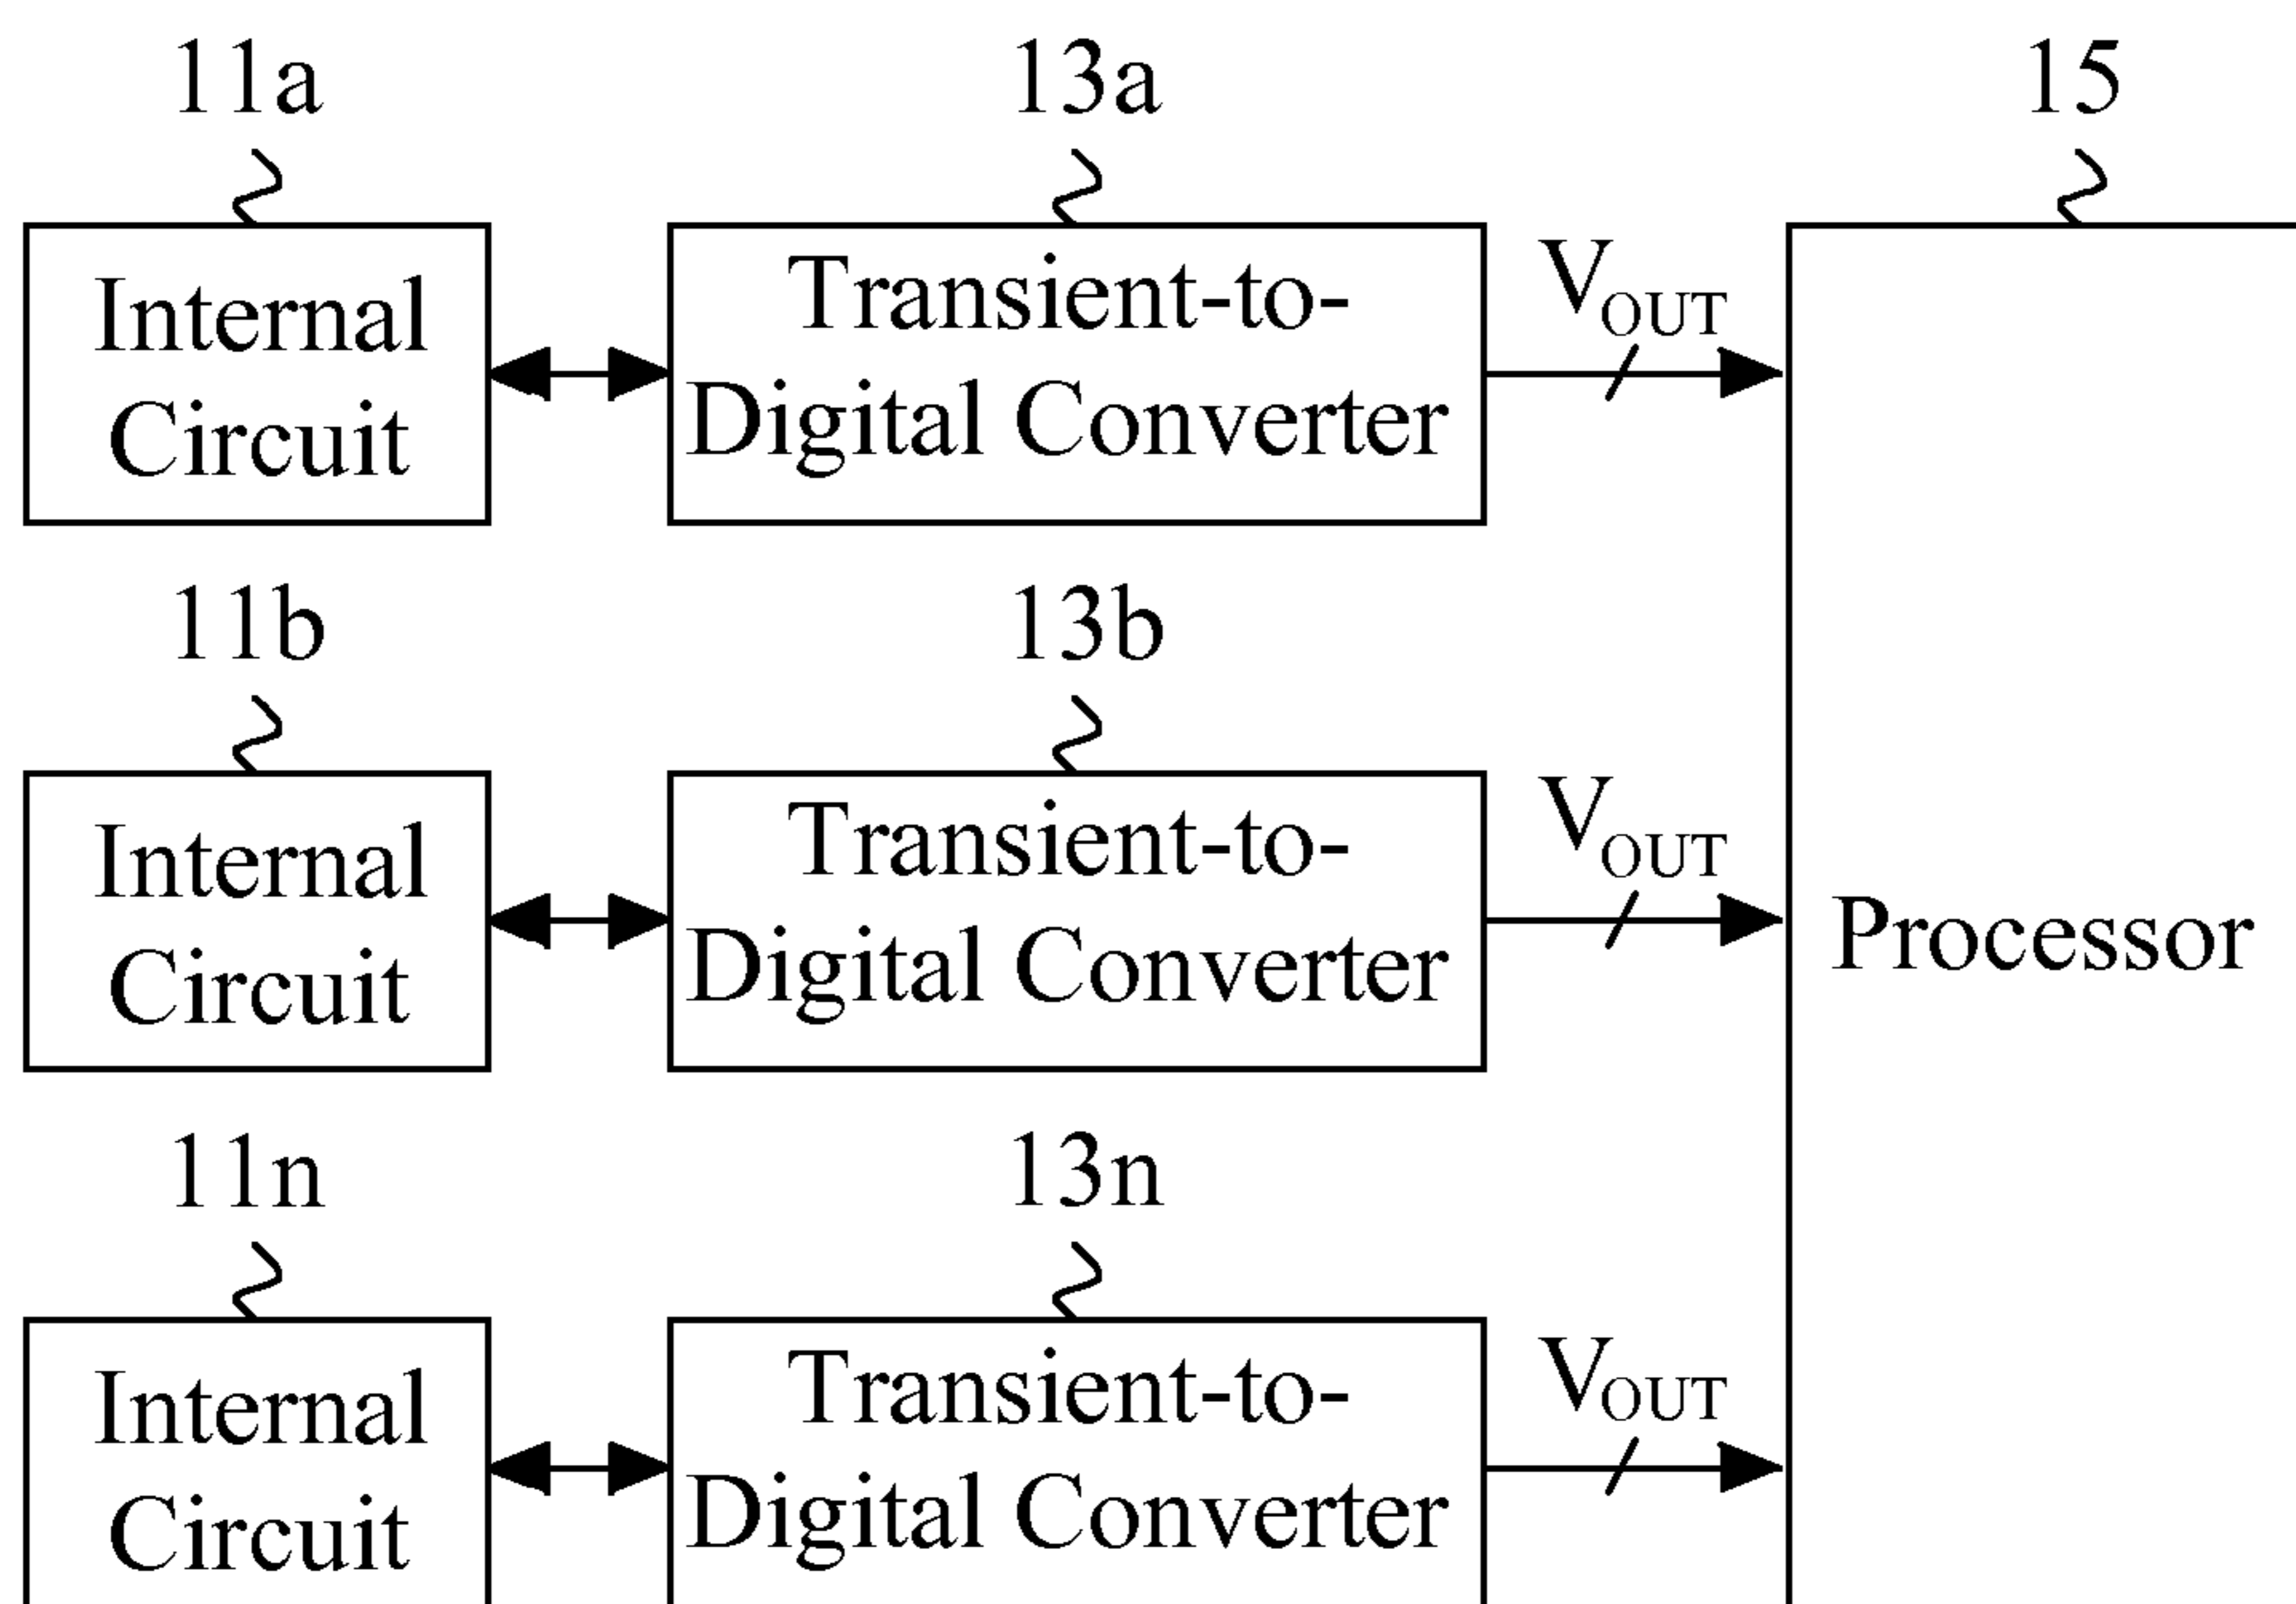 11a 13a 15
Internal
Circuit
Transient-to-
Digital Converter
VOUT
11b 13b
Internal
Circuit
Transient-to-
Digital Converter
VOUT
Processor
11n 13n
Internal
Circuit
Transient-to-
Digital Converter
VOUT